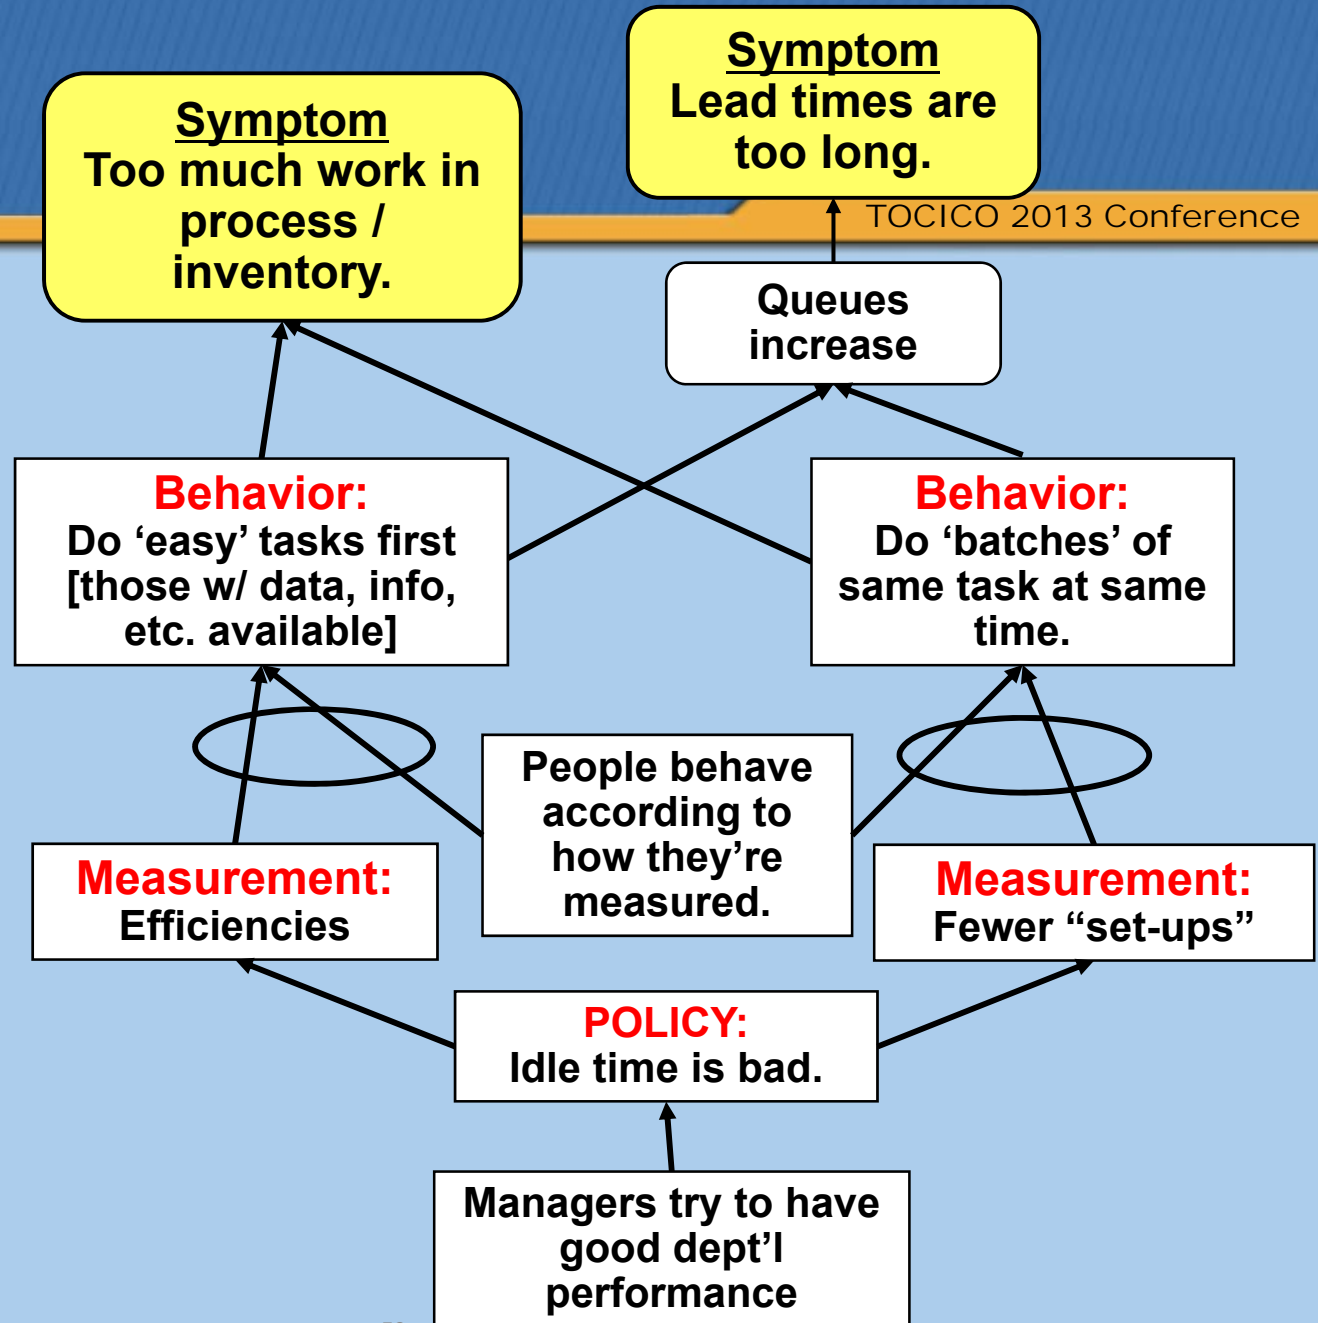 Symptom
Too much work in
process /
inventory.
Symptom
Lead times are
too long.
TOCICO 2013 Conference
Queues
increase
Behavior:
Do ‘easy’ tasks first
[those w/ data, info,
etc. available]
Behavior:
Do ‘batches’ of
same task at same
time.
People behave
according to
how they’re
measured.
Measurement:
Efficiencies
Measurement:
Fewer “set-ups”
POLICY:
Idle time is bad.
Managers try to have
good dept’l
performance